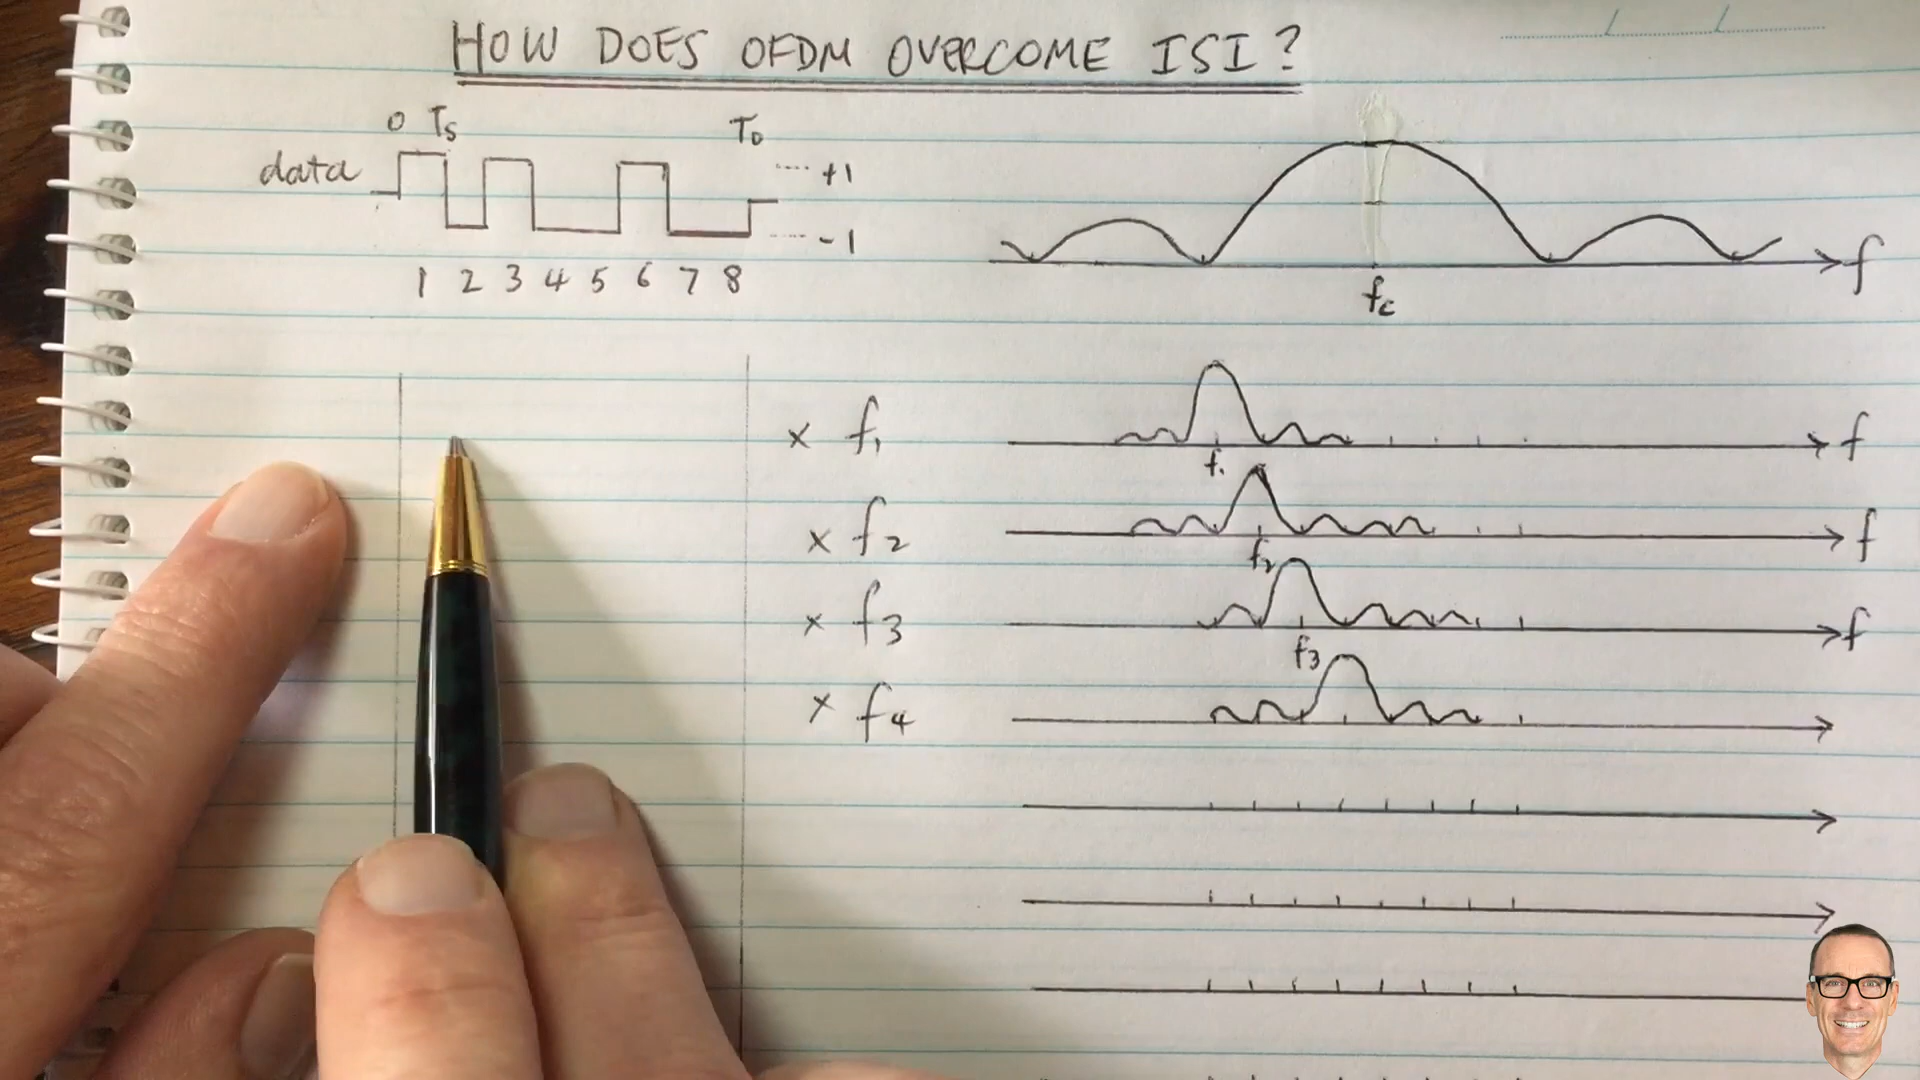 HOW DOES OFDM OVERCOME ISI?
0 Ts To
data +1
-1
1 2 3 4 5 6 7 8
f
fc
x f1
f
f1
x f2
f
f2
x f3
f
f3
x f4